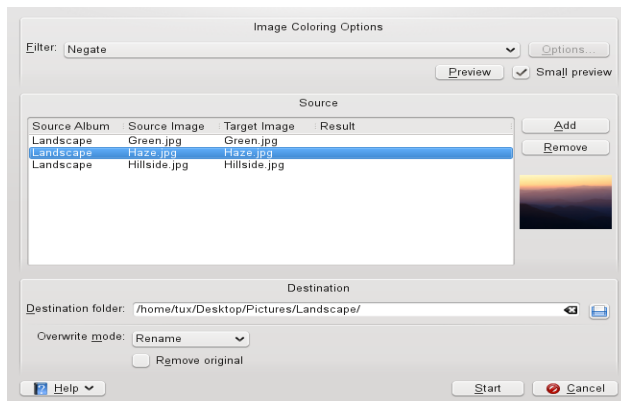 Image Coloring Options
Filter: Negate Options...
Preview Small preview
Source
Source Album Source Image Target Image Result Add
Landscape Green.jpg Green.jpg
Landscape Haze.jpg Haze.jpg Remove
Landscape Hillside.jpg Hillside.jpg
Destination
Destination folder: /home/tux/Desktop/Pictures/Landscape/
Overwrite mode: Rename
Remove original
Help Start Cancel